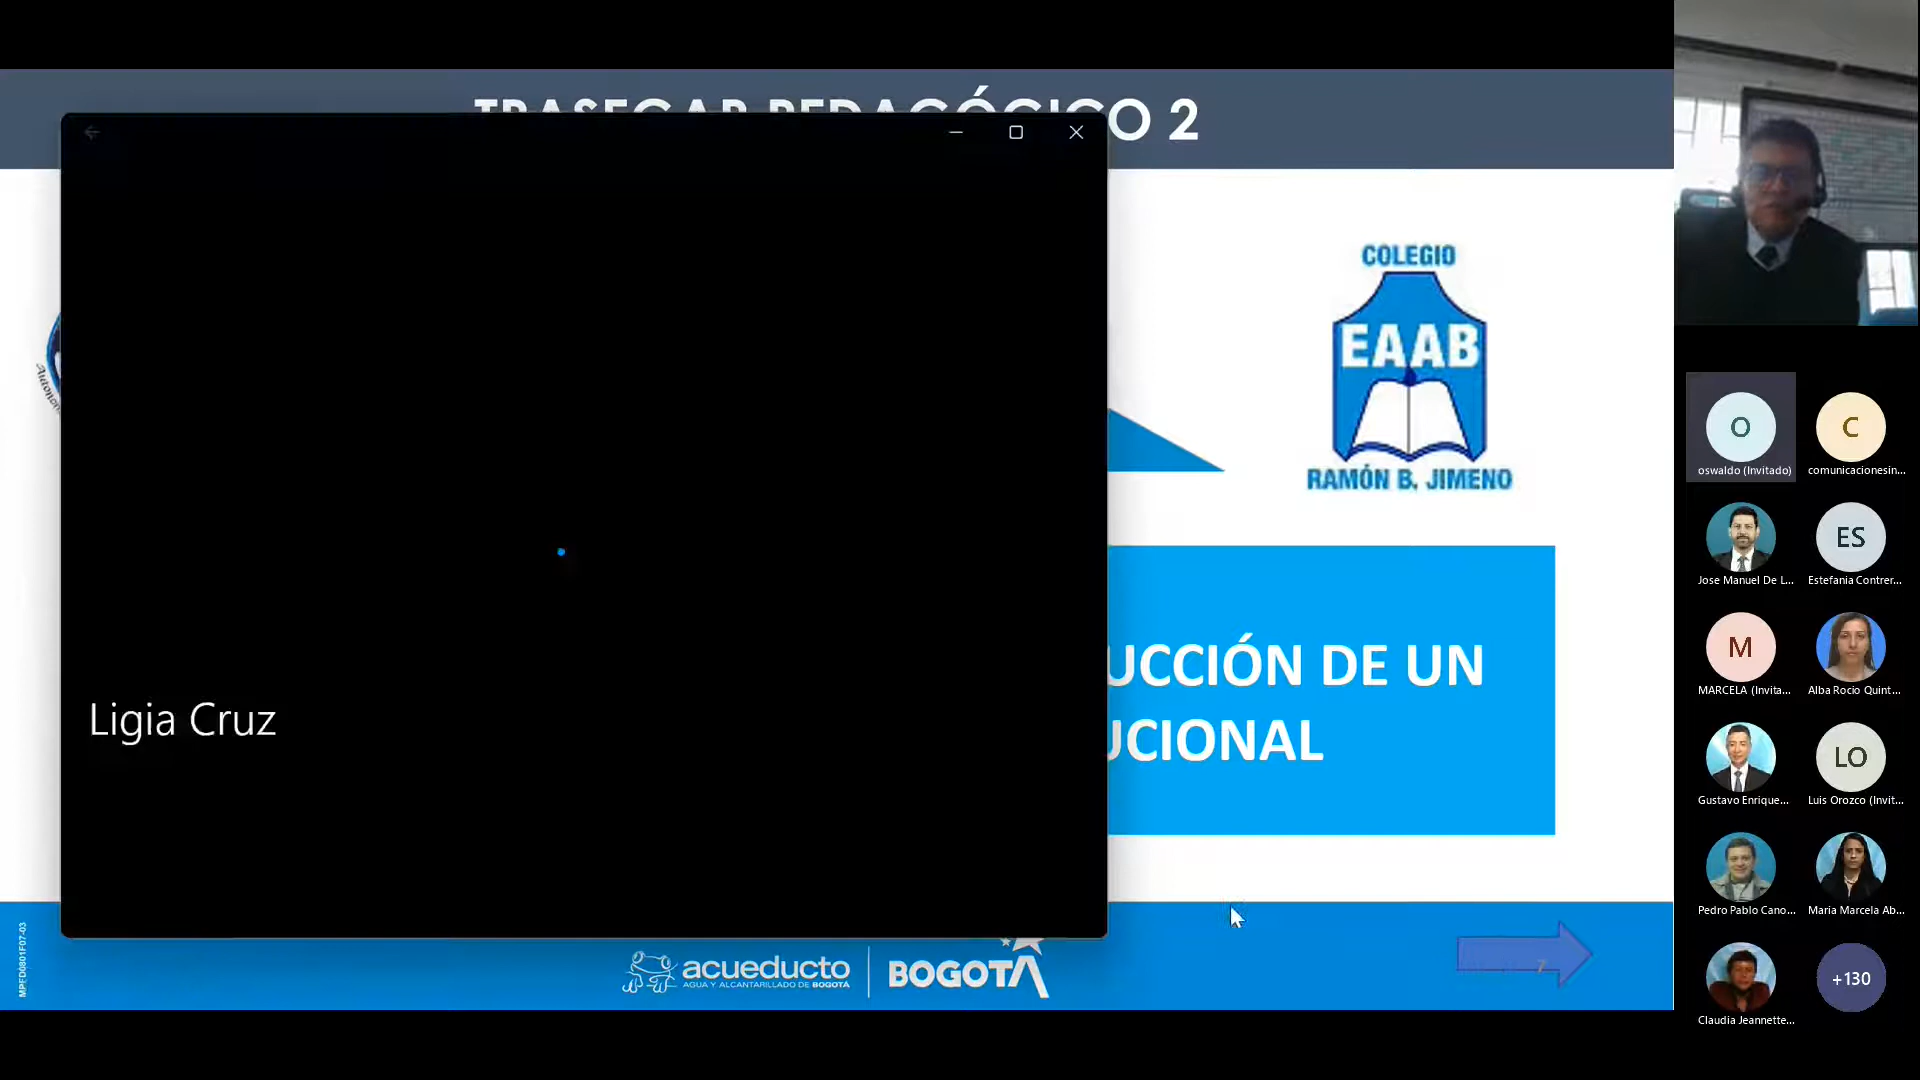 O 2
Ligia Cruz
COLEGIO
EAAB
RAMÓN B. JIMENO
UCCIÓN DE UN
UCIONAL
MPED0801F07-03
acueducto
AGUA Y ALCANTARILLADO DE BOGOTÁ
BOGOTÁ
7
O
oswaldo (Invitado)
C
comunicacionesin...
Jose Manuel De L...
ES
Estefania Contrer...
M
MARCELA (Invita...
Alba Rocio Quint...
Gustavo Enrique...
LO
Luis Orozco (Invit...
Pedro Pablo Cano...
Maria Marcela Ab...
Claudia Jeannette...
+130